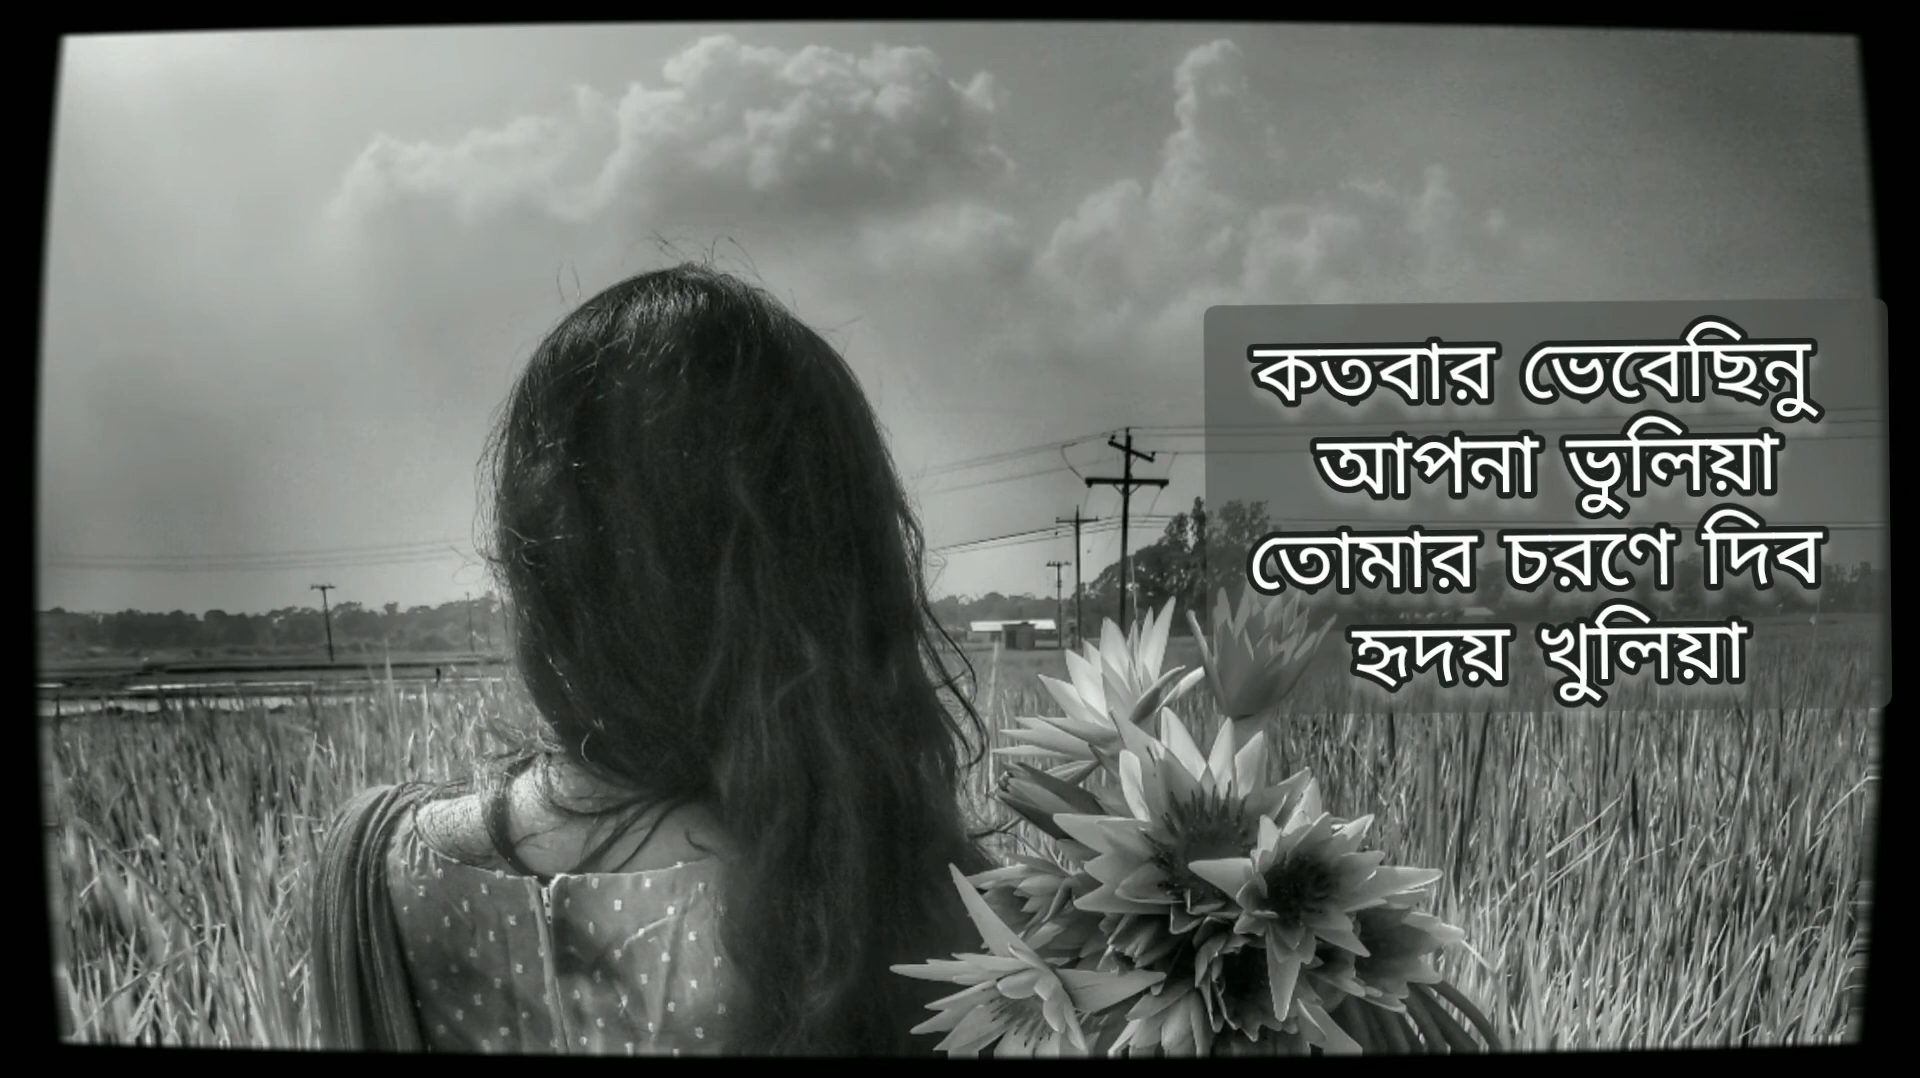 কতবার ভেবেছিনু
আপনা ভুলিয়া
তোমার চরণে দিব
হৃদয় খুলিয়া